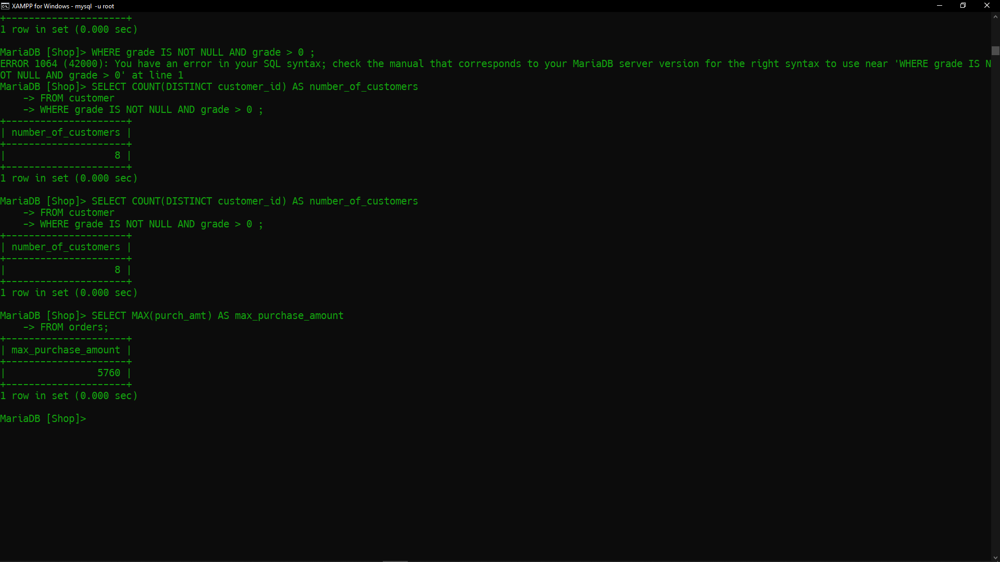 XAMPP for Windows - mysql  -u root
+---------------------+
1 row in set (0.000 sec)
MariaDB [Shop]> WHERE grade IS NOT NULL AND grade > 0 ;
ERROR 1064 (42000): You have an error in your SQL syntax; check the manual that corresponds to your MariaDB server version for the right syntax to use near 'WHERE grade IS N
OT NULL AND grade > 0' at line 1
MariaDB [Shop]> SELECT COUNT(DISTINCT customer_id) AS number_of_customers
    -> FROM customer
    -> WHERE grade IS NOT NULL AND grade > 0 ;
+---------------------+
| number_of_customers |
+---------------------+
|                   8 |
+---------------------+
1 row in set (0.000 sec)
MariaDB [Shop]> SELECT COUNT(DISTINCT customer_id) AS number_of_customers
    -> FROM customer
    -> WHERE grade IS NOT NULL AND grade > 0 ;
+---------------------+
| number_of_customers |
+---------------------+
|                   8 |
+---------------------+
1 row in set (0.000 sec)
MariaDB [Shop]> SELECT MAX(purch_amt) AS max_purchase_amount
    -> FROM orders;
+---------------------+
| max_purchase_amount |
+---------------------+
|                5760 |
+---------------------+
1 row in set (0.000 sec)
MariaDB [Shop]>